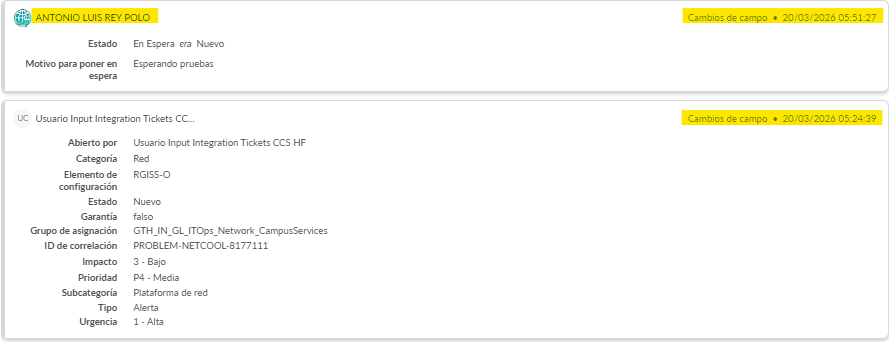 ANTONIO LUIS REY POLO Cambios de campo • 20/03/2026 05:51:27
Estado En Espera era Nuevo
Motivo para poner en espera Esperando pruebas
UC Usuario Input Integration Tickets CC... Cambios de campo • 20/03/2026 05:24:39
Abierto por Usuario Input Integration Tickets CCS HF
Categoría Red
Elemento de configuración RGISS-O
Estado Nuevo
Garantía falso
Grupo de asignación GTH_IN_GL_ITOps_Network_CampusServices
ID de correlación PROBLEM-NETCOOL-8177111
Impacto 3 - Bajo
Prioridad P4 - Media
Subcategoría Plataforma de red
Tipo Alerta
Urgencia 1 - Alta